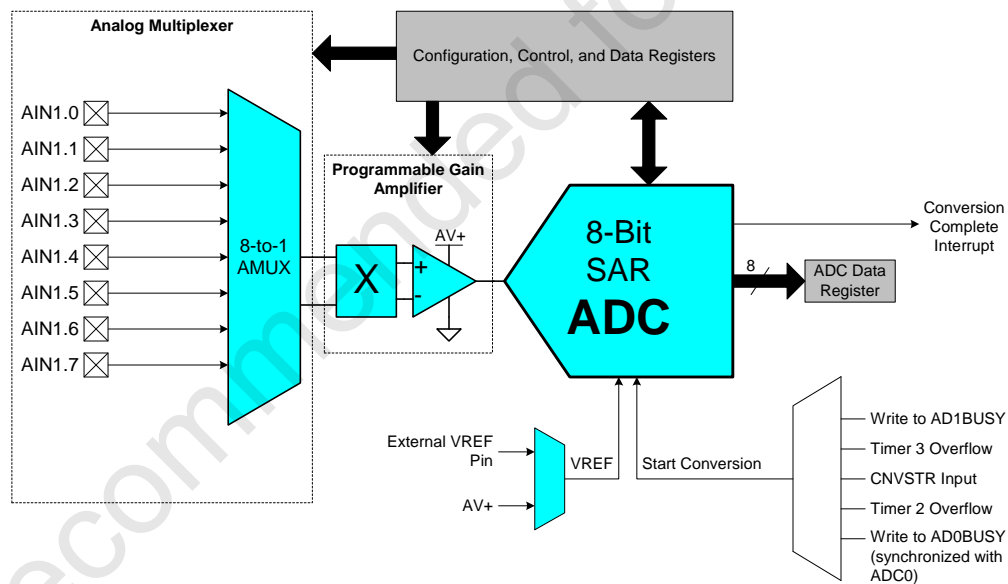 Analog Multiplexer
Configuration, Control, and Data Registers
AIN1.0
AIN1.1
AIN1.2
AIN1.3
AIN1.4
AIN1.5
AIN1.6
AIN1.7
8-to-1
AMUX
Programmable Gain
Amplifier
X
+
-
AV+
8-Bit
SAR
ADC
Conversion
Complete
Interrupt
8
ADC Data
Register
External VREF
Pin
AV+
VREF
Start Conversion
Write to AD1BUSY
Timer 3 Overflow
CNVSTR Input
Timer 2 Overflow
Write to AD0BUSY
(synchronized with
ADC0)
ecommended fo